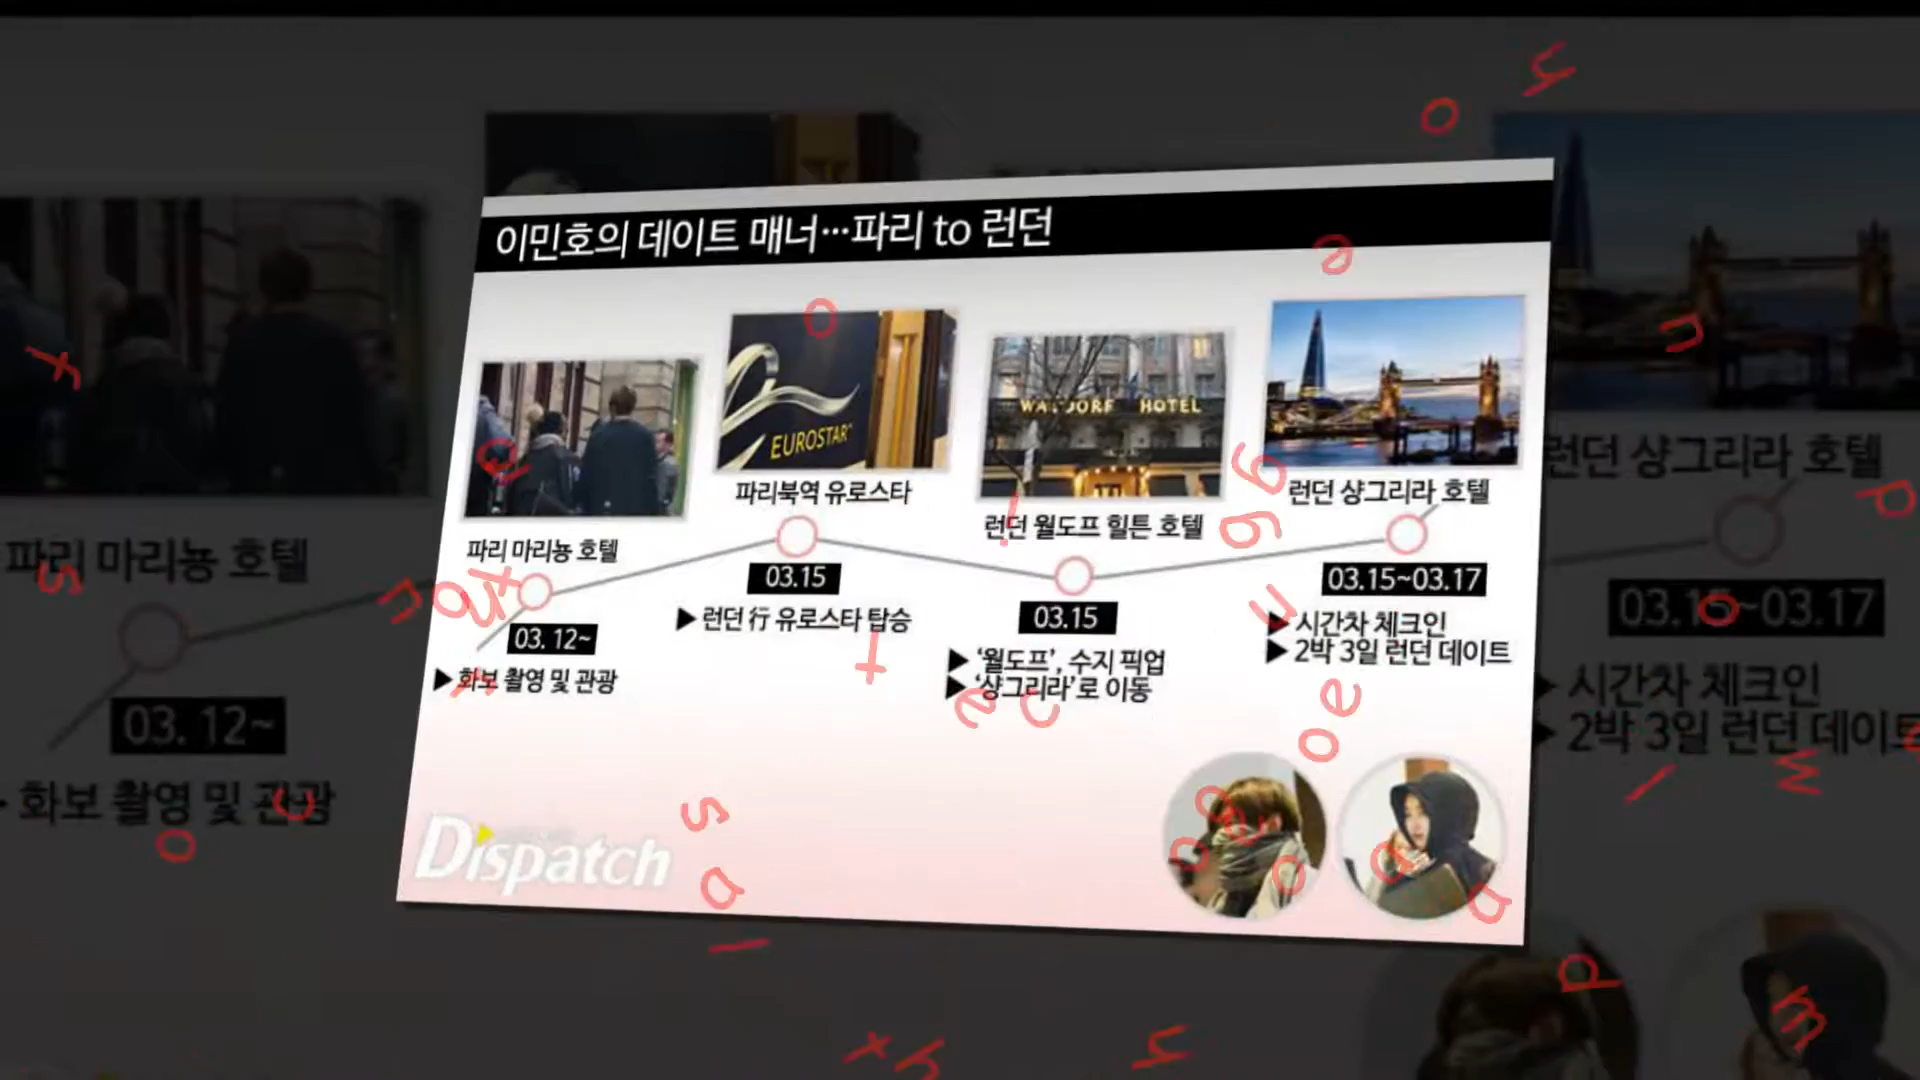 이민호의 데이트 매너…파리 to 런던
EUROSTAR
WALDORF HOTEL
파리 마리뇽 호텔
파리북역 유로스타
런던 월도프 힐튼 호텔
런던 샹그리라 호텔
03. 12~
▶ 화보 촬영 및 관광
03.15
▶ 런던 行 유로스타 탑승
03.15
▶ '월도프', 수지 픽업
▶ '샹그리라'로 이동
03.15~03.17
▶ 시간차 체크인
▶ 2박 3일 런던 데이트
Dispatch
파리 마리뇽 호텔
03. 12~
화보 촬영 및 관광
런던 샹그리라 호텔
03.15~03.17
시간차 체크인
2박 3일 런던 데이트